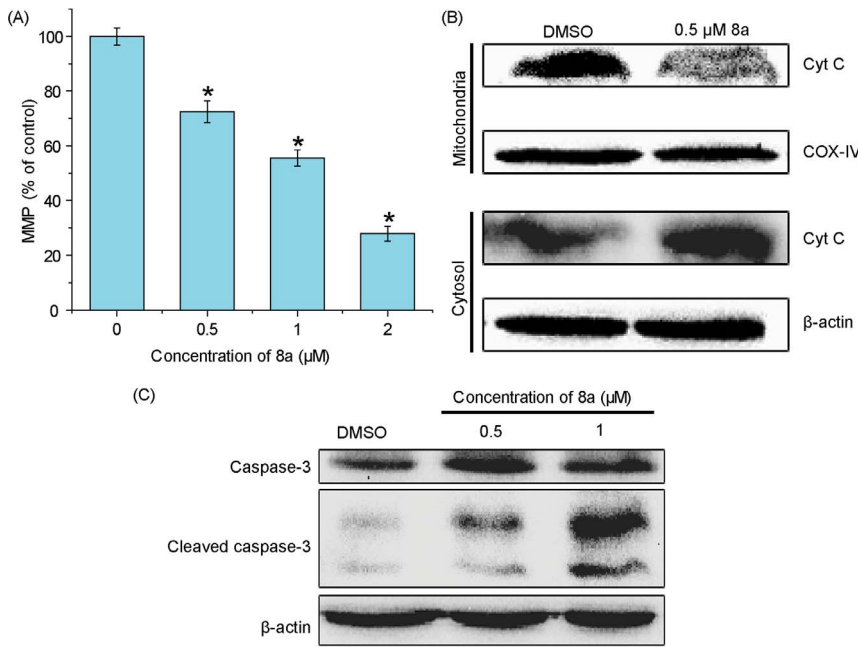 (A)
100
80
60
40
20
0
MMP (% of control)
*
*
*
0 0.5 1 2
Concentration of 8a (µM)
(B)
DMSO 0.5 µM 8a
Mitochondria
Cyt C
COX-IV
Cytosol
Cyt C
β-actin
(C)
Concentration of 8a (µM)
DMSO 0.5 1
Caspase-3
Cleaved caspase-3
β-actin